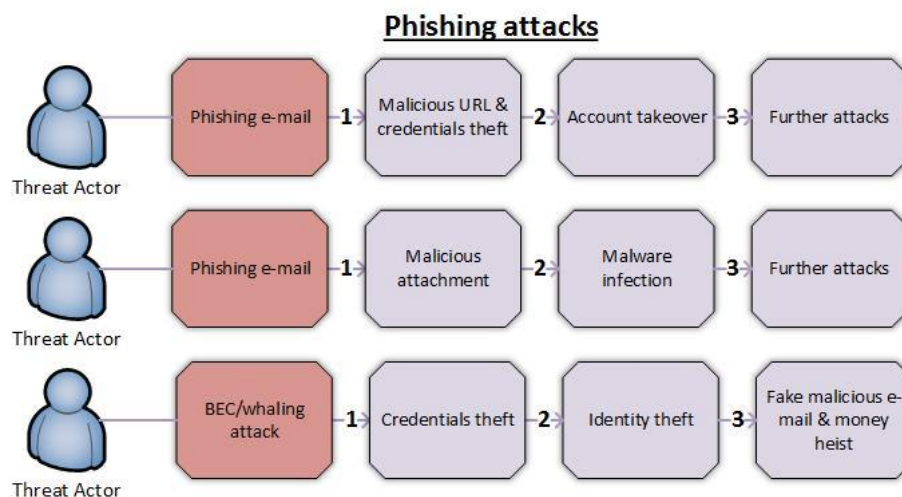 Phishing attacks
Phishing e-mail
1
Malicious URL &
credentials theft
2
Account takeover
3
Further attacks
Threat Actor
Phishing e-mail
1
Malicious
attachment
2
Malware
infection
3
Further attacks
Threat Actor
BEC/whaling
attack
1
Credentials theft
2
Identity theft
3
Fake malicious e-
mail & money
heist
Threat Actor